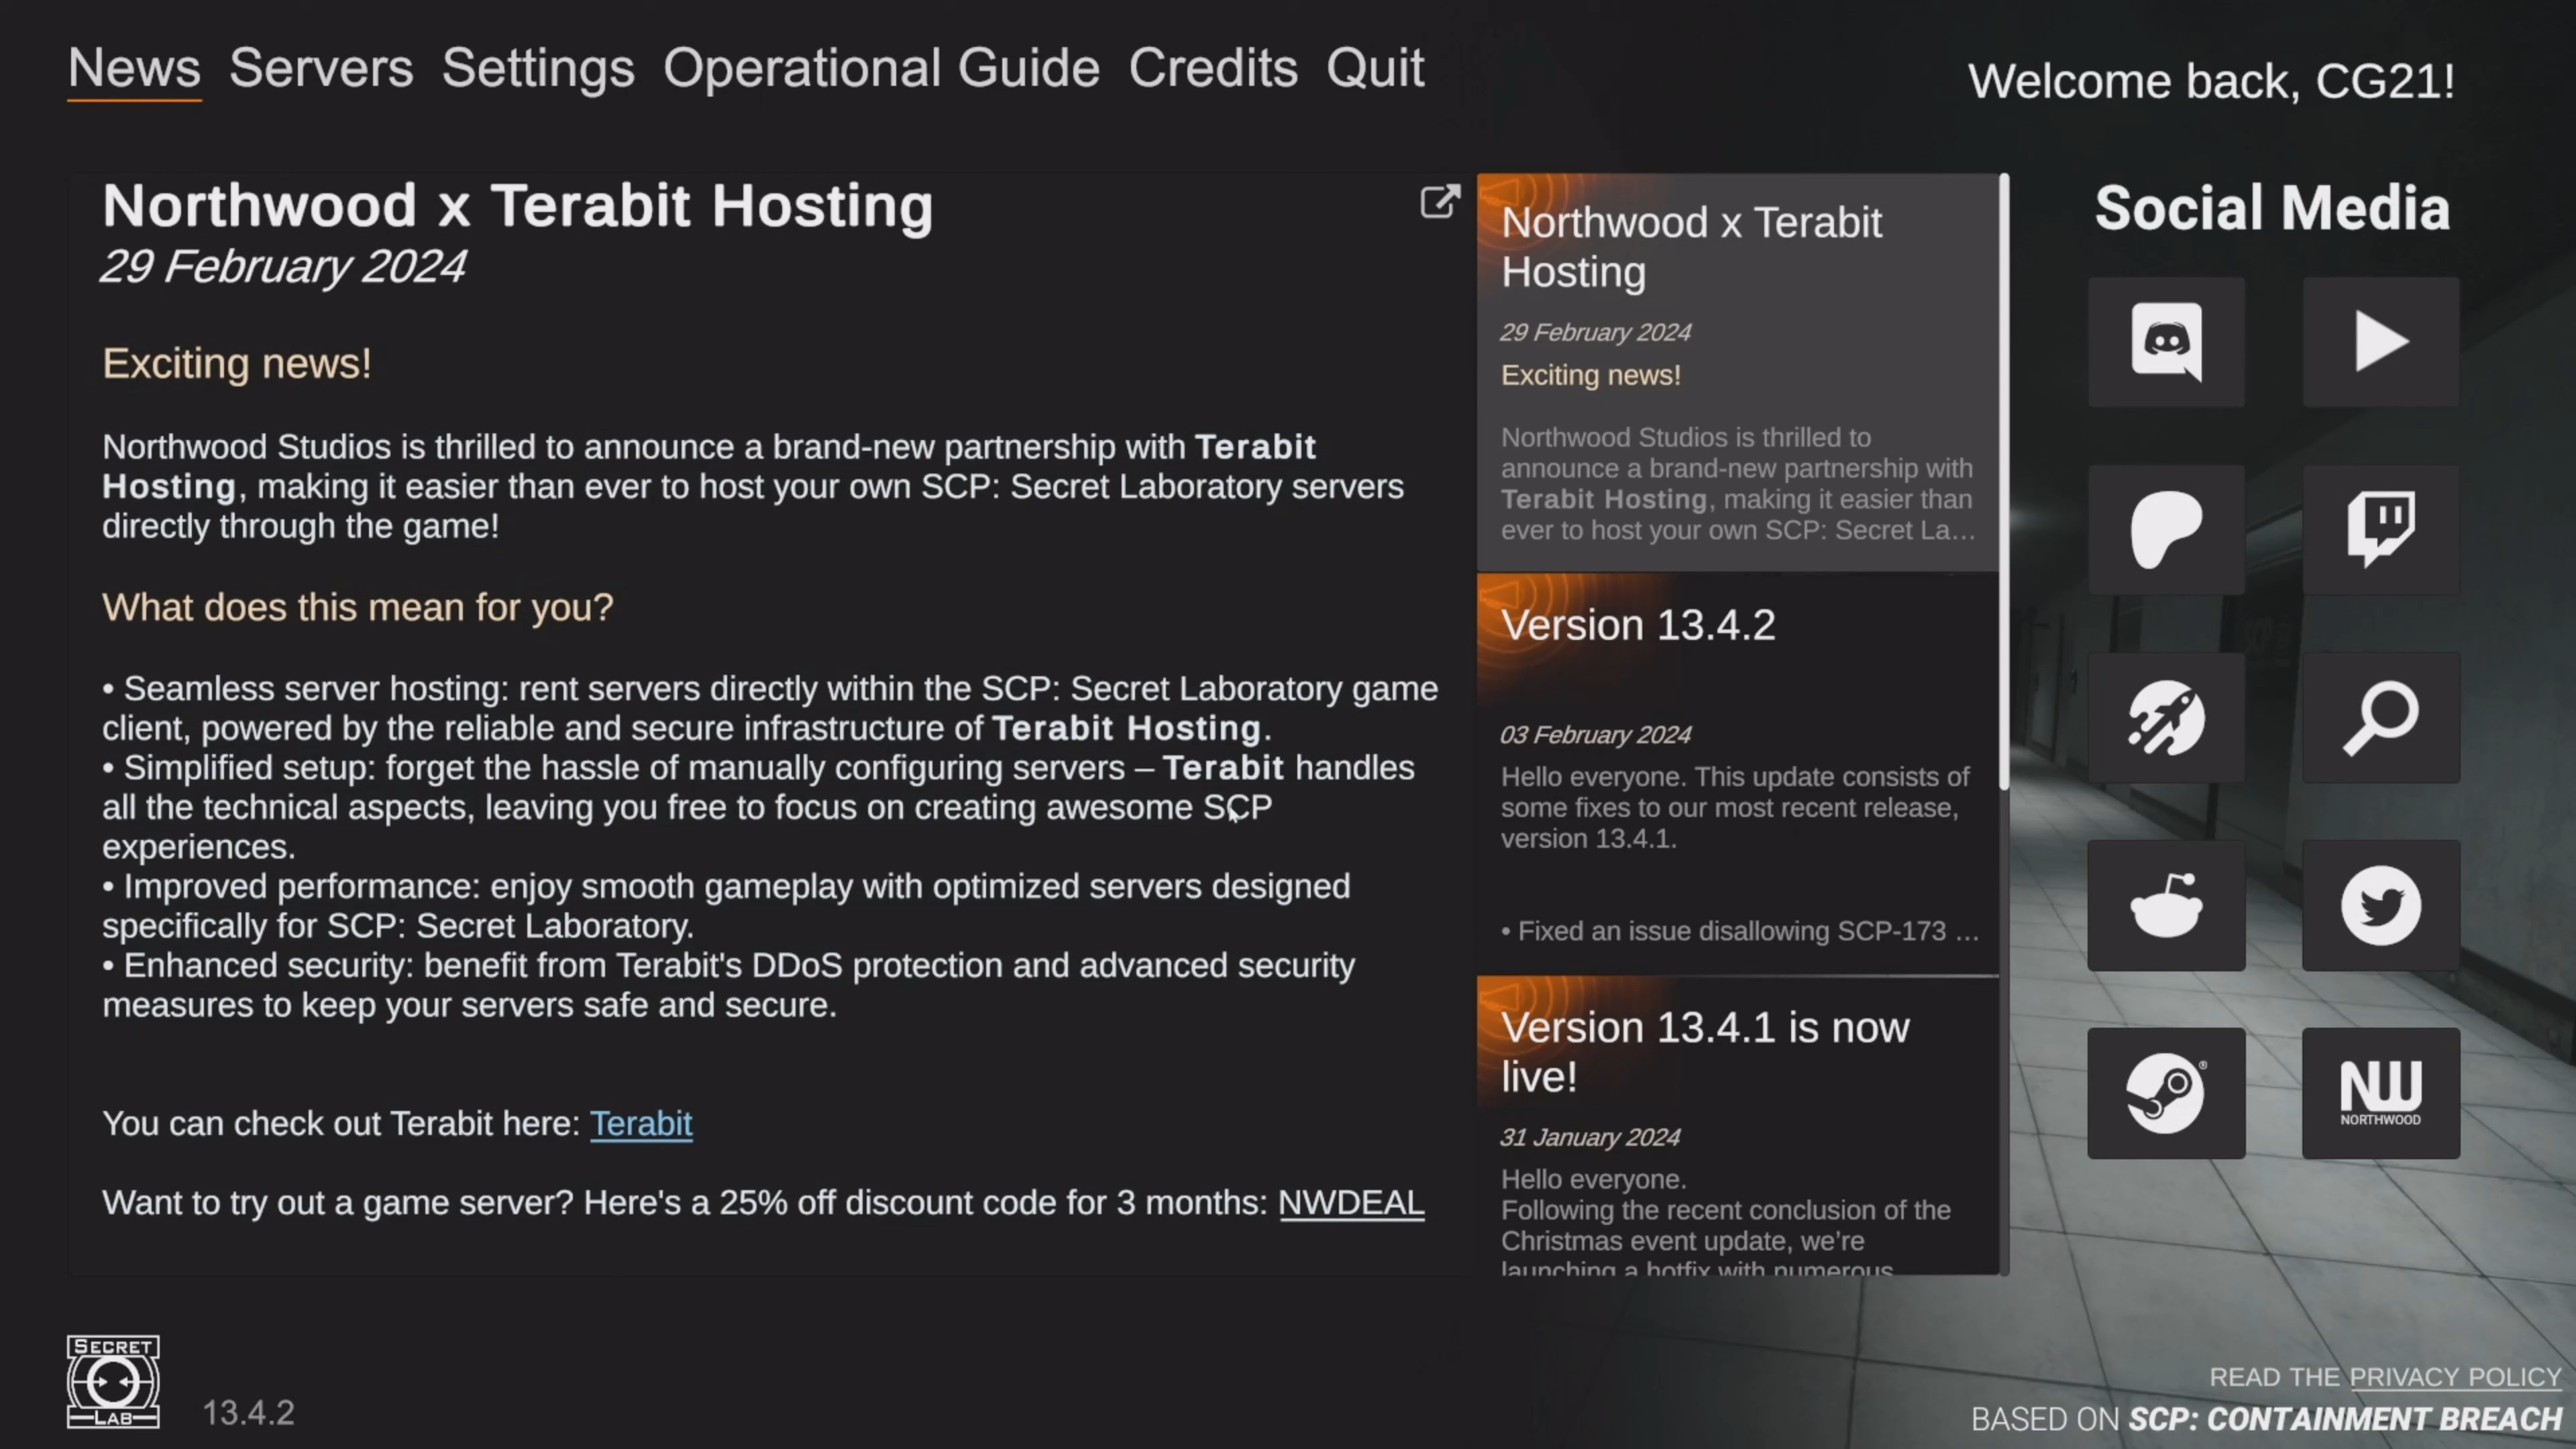 News Servers Settings Operational Guide Credits Quit
Welcome back, CG21!
Northwood x Terabit Hosting
29 February 2024
Exciting news!
Northwood Studios is thrilled to announce a brand-new partnership with Terabit
Hosting, making it easier than ever to host your own SCP: Secret Laboratory servers
directly through the game!
What does this mean for you?
• Seamless server hosting: rent servers directly within the SCP: Secret Laboratory game
client, powered by the reliable and secure infrastructure of Terabit Hosting.
• Simplified setup: forget the hassle of manually configuring servers – Terabit handles
all the technical aspects, leaving you free to focus on creating awesome SCP
experiences.
• Improved performance: enjoy smooth gameplay with optimized servers designed
specifically for SCP: Secret Laboratory.
• Enhanced security: benefit from Terabit's DDoS protection and advanced security
measures to keep your servers safe and secure.
You can check out Terabit here: Terabit
Want to try out a game server? Here's a 25% off discount code for 3 months: NWDEAL
Northwood x Terabit
Hosting
29 February 2024
Exciting news!
Northwood Studios is thrilled to
announce a brand-new partnership with
Terabit Hosting, making it easier than
ever to host your own SCP: Secret La...
Version 13.4.2
03 February 2024
Hello everyone. This update consists of
some fixes to our most recent release,
version 13.4.1.
• Fixed an issue disallowing SCP-173 ...
Version 13.4.1 is now
live!
31 January 2024
Hello everyone.
Following the recent conclusion of the
Christmas event update, we're
launching a hotfix with numerous
Social Media
NW
NORTHWOOD
SECRET
LAB
13.4.2
READ THE PRIVACY POLICY
BASED ON SCP: CONTAINMENT BREACH